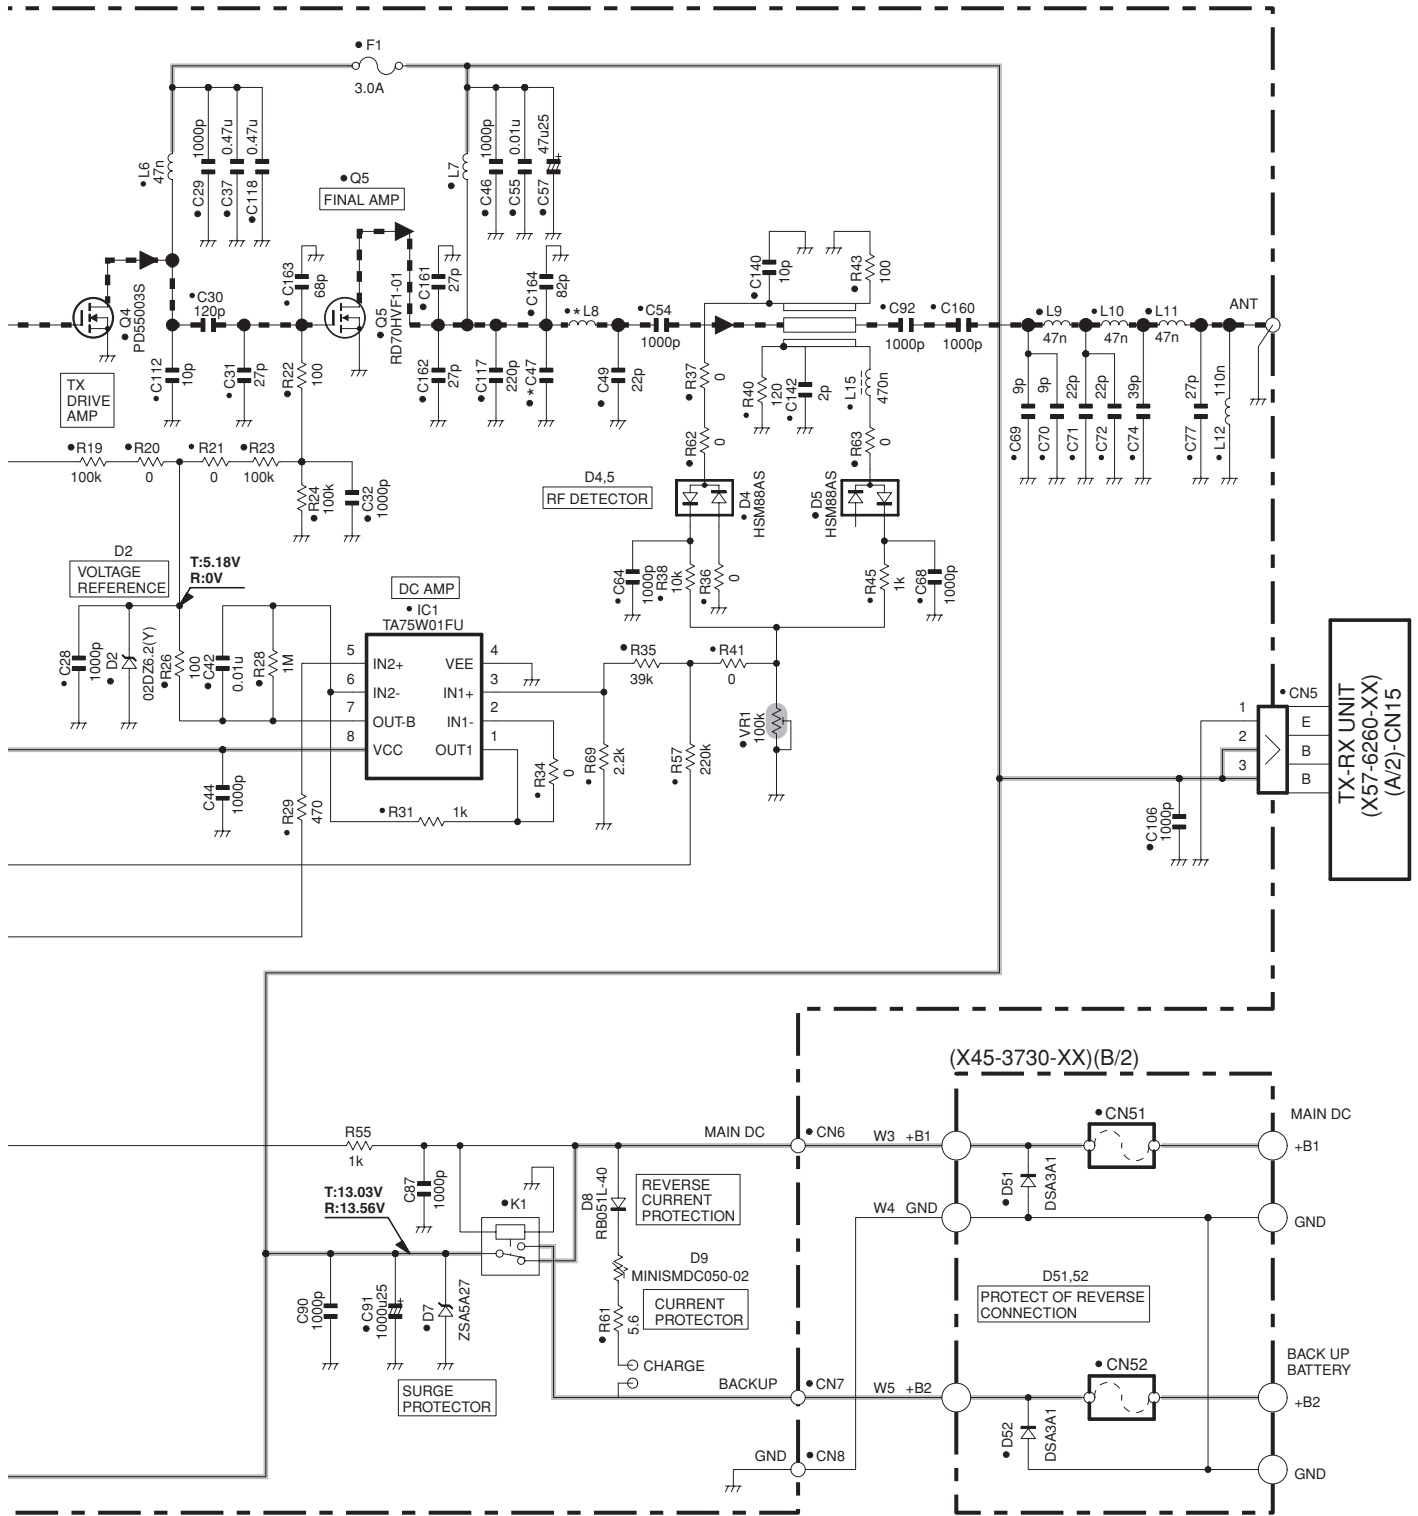 F1
3.0A
L6
47n
C29
1000p
C37
0.47u
C118
0.47u
Q5
FINAL AMP
L7
C46
1000p
C55
0.01u
C57
47u25
+
Q4
PD55003S
C30
120p
C163
68p
Q5
RD70HVF1-01
C161
27p
C164
82p
*L8
C54
1000p
C140
10p
R43
100
C92
1000p
C160
1000p
L9
47n
L10
47n
L11
47n
ANT
TX
DRIVE
AMP
C112
10p
C31
27p
R22
100
C162
27p
C117
220p
*C47
C49
22p
R37
0
R40
120
C142
2p
L15
470n
C69
9p
C70
9p
C71
22p
C72
22p
C74
39p
C77
27p
L12
110n
R19
100k
R20
0
R21
0
R23
100k
R24
100k
C32
1000p
R62
0
R63
0
D4,5
RF DETECTOR
D4
HSM88AS
D5
HSM88AS
D2
VOLTAGE
REFERENCE
T:5.18V
R:0V
DC AMP
IC1
TA75W01FU
C64
1000p
R38
10k
R36
0
R45
1k
C68
1000p
C28
1000p
D2
02DZ6.2(Y)
R26
100
C42
0.01u
R28
1M
5 IN2+ VEE 4
6 IN2- IN1+ 3
7 OUT-B IN1- 2
8 VCC OUT1 1
R35
39k
R41
0
VR1
100k
C44
1000p
R29
470
R31 1k
R34
0
R69
2.2k
R57
220k
CN5
1 E
2 B
3 B
TX-RX UNIT
(X57-6260-XX)
(A/2)-CN15
C106
1000p
(X45-3730-XX)(B/2)
R55
1k
MAIN DC
CN6
W3 +B1
CN51
MAIN DC
+B1
T:13.03V
R:13.56V
C87
1000p
K1
D8
RB051L-40
REVERSE
CURRENT
PROTECTION
D51
DSA3A1
W4 GND
GND
D9
MINISMDC050-02
CURRENT
PROTECTOR
D51,52
PROTECT OF REVERSE
CONNECTION
C90
1000p
C91
1000u25
+
D7
ZSA5A27
R61
5.6
CHARGE
SURGE
PROTECTOR
BACKUP
CN7
W5 +B2
CN52
BACK UP
BATTERY
+B2
D52
DSA3A1
GND
CN8
GND